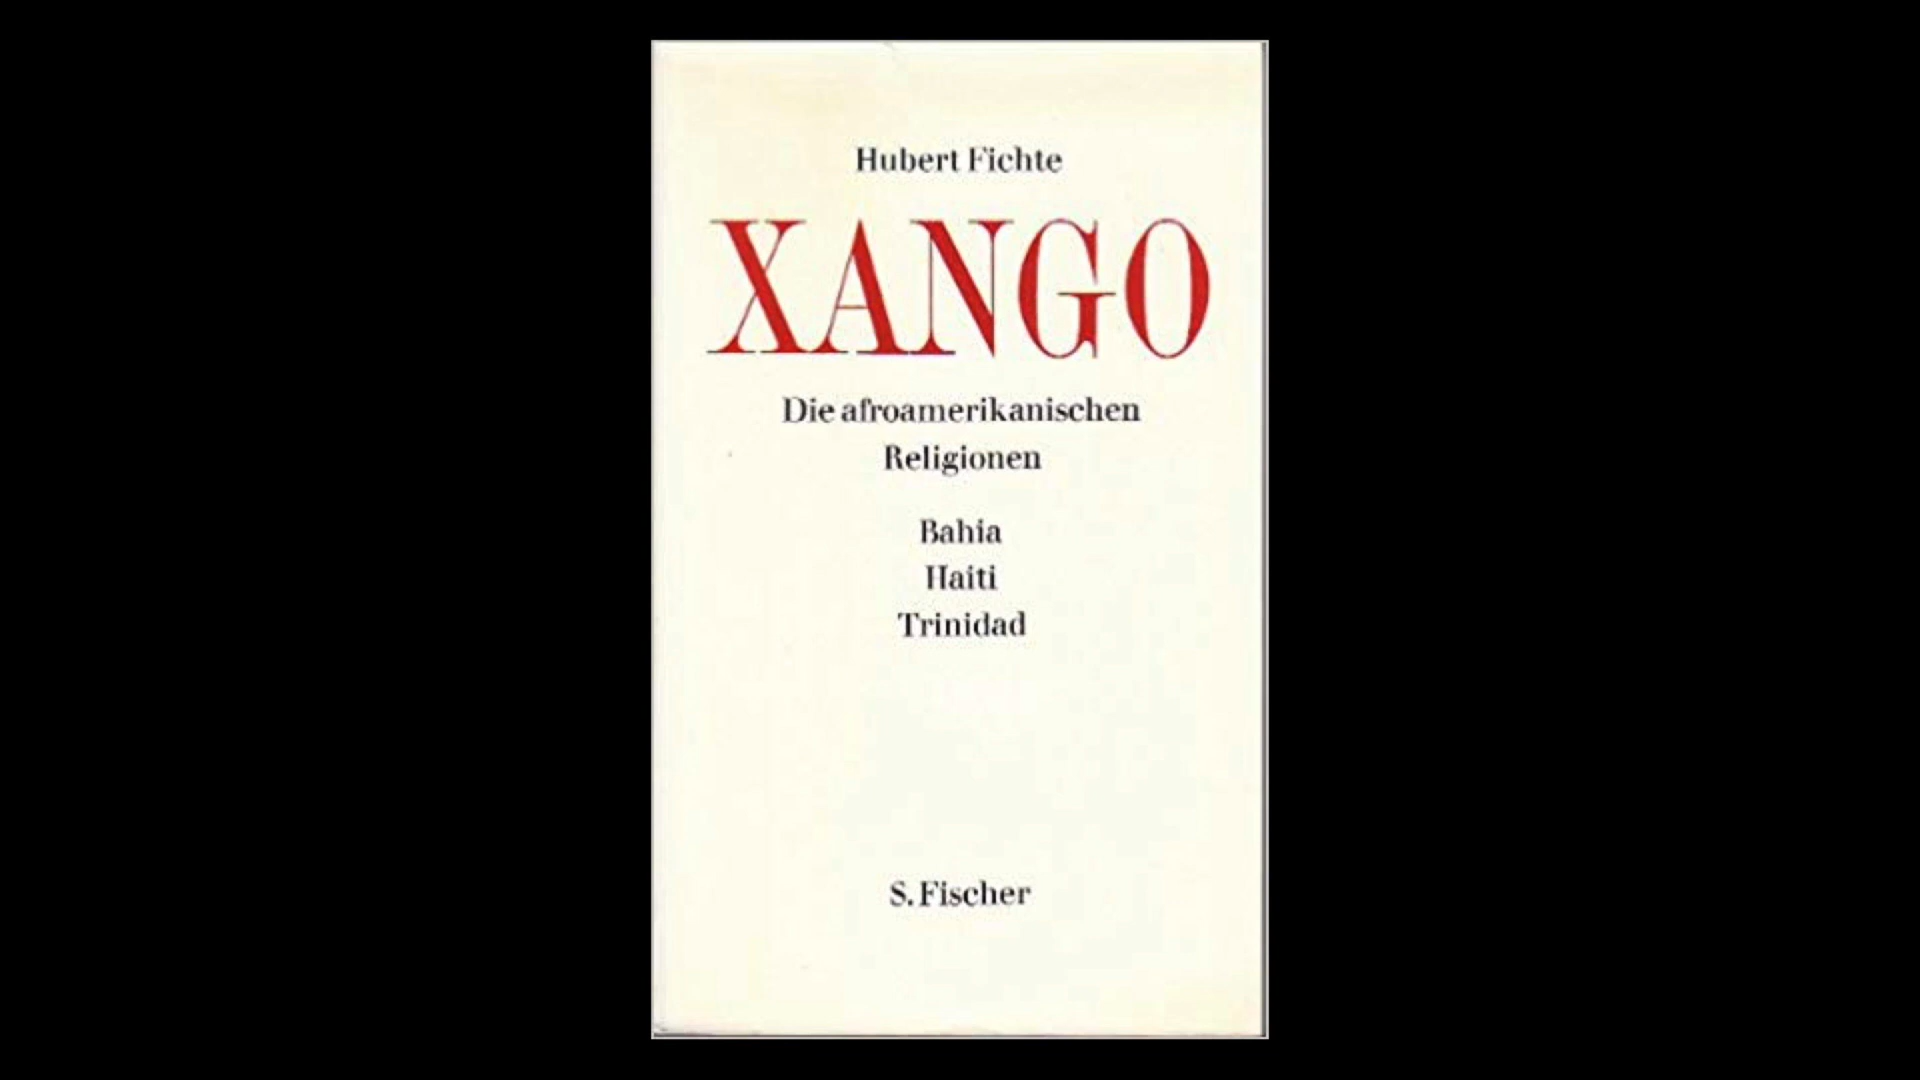 Hubert Fichte
XANGO
Die afroamerikanischen
Religionen
Bahia
Haiti
Trinidad
S. Fischer